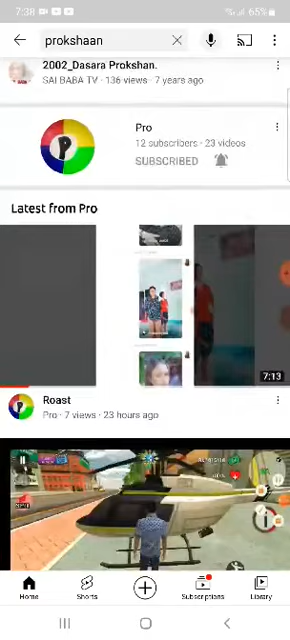 7:38
65%
prokshaan
2002_Dasara Prokshan.
SAI BABA TV · 136 views · 7 years ago
Pro
12 subscribers · 23 videos
SUBSCRIBED
Latest from Pro
7:13
Roast
Pro · 7 views · 23 hours ago
Home
Shorts
Subscriptions
Library